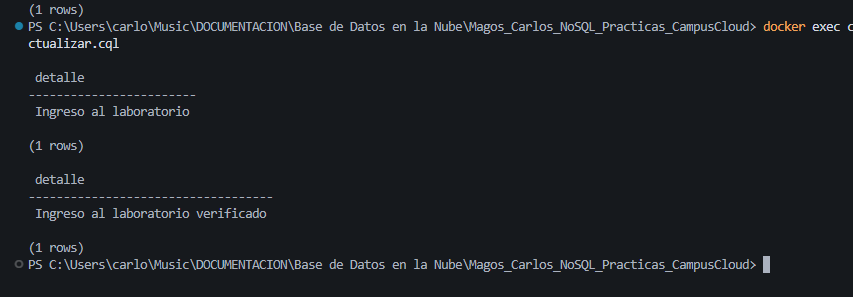 (1 rows)
PS C:\Users\carlo\Music\DOCUMENTACION\Base de Datos en la Nube\Magos_Carlos_NoSQL_Practicas_CampusCloud> docker exec c
ctualizar.cql
detalle
-------------------------
Ingreso al laboratorio
(1 rows)
detalle
------------------------------------
Ingreso al laboratorio verificado
(1 rows)
PS C:\Users\carlo\Music\DOCUMENTACION\Base de Datos en la Nube\Magos_Carlos_NoSQL_Practicas_CampusCloud>